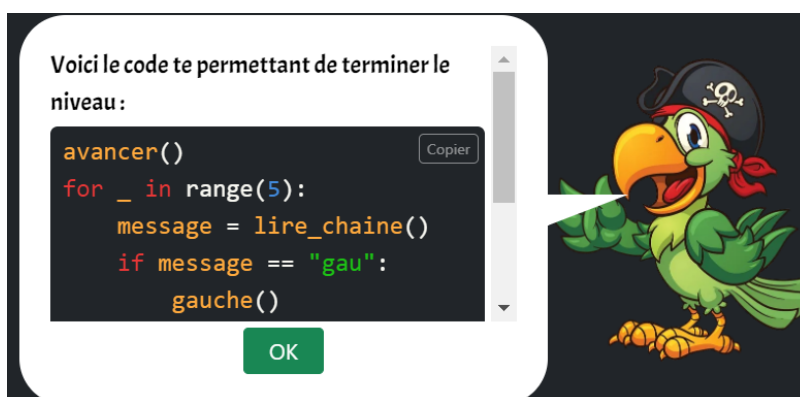 Voici le code te permettant de terminer le
niveau :
Copier
avancer()
for _ in range(5):
    message = lire_chaine()
    if message == "gau":
        gauche()
OK